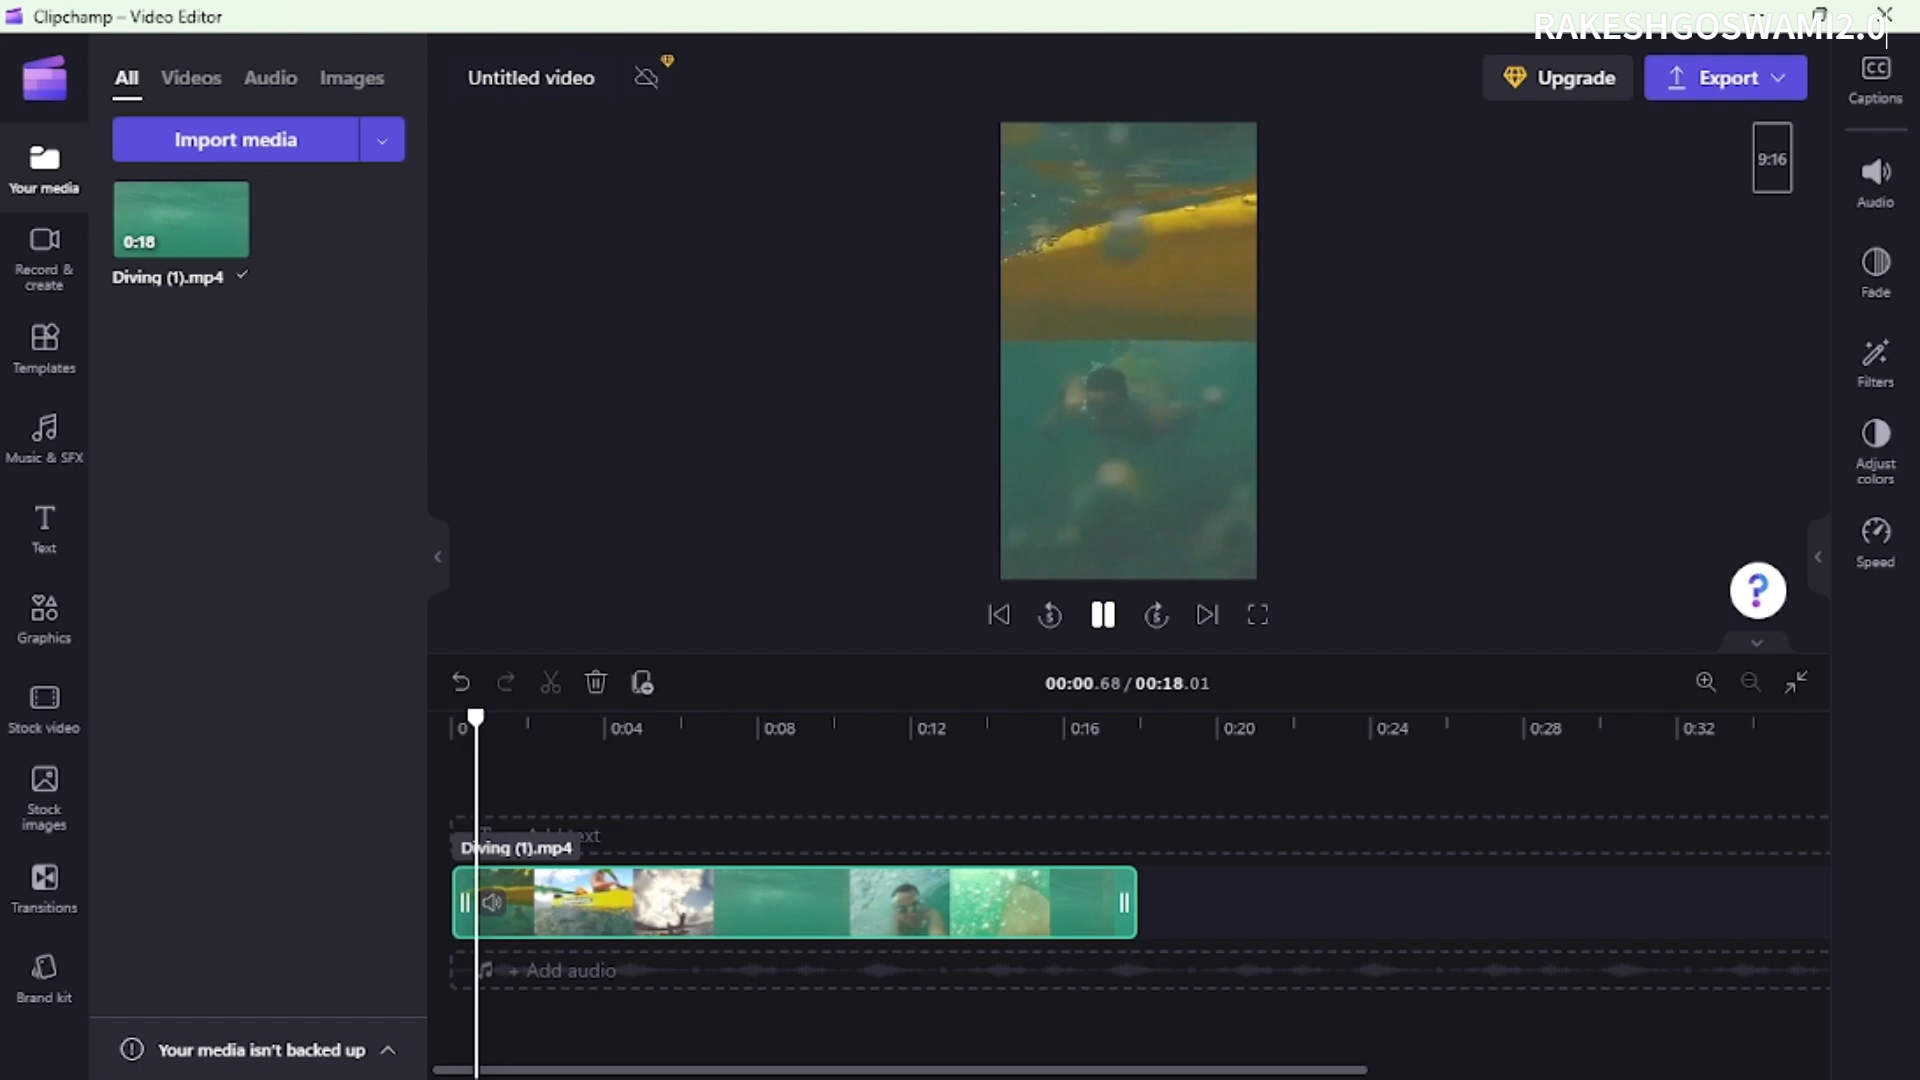 Clipchamp – Video Editor
RAKESHGOSWAMI2.0
All Videos Audio Images
Import media
0:18
Diving (1).mp4
Your media
Record &
create
Templates
Music & SFX
Text
Graphics
Stock video
Stock
images
Transitions
Brand kit
Your media isn't backed up
Untitled video
Upgrade
Export
9:16
CC
Captions
Audio
Fade
Filters
Adjust
colors
Speed
?
5
5
00:00.68 / 00:18.01
0 0:04 0:08 0:12 0:16 0:20 0:24 0:28 0:32
Diving (1).mp4
+ Add audio